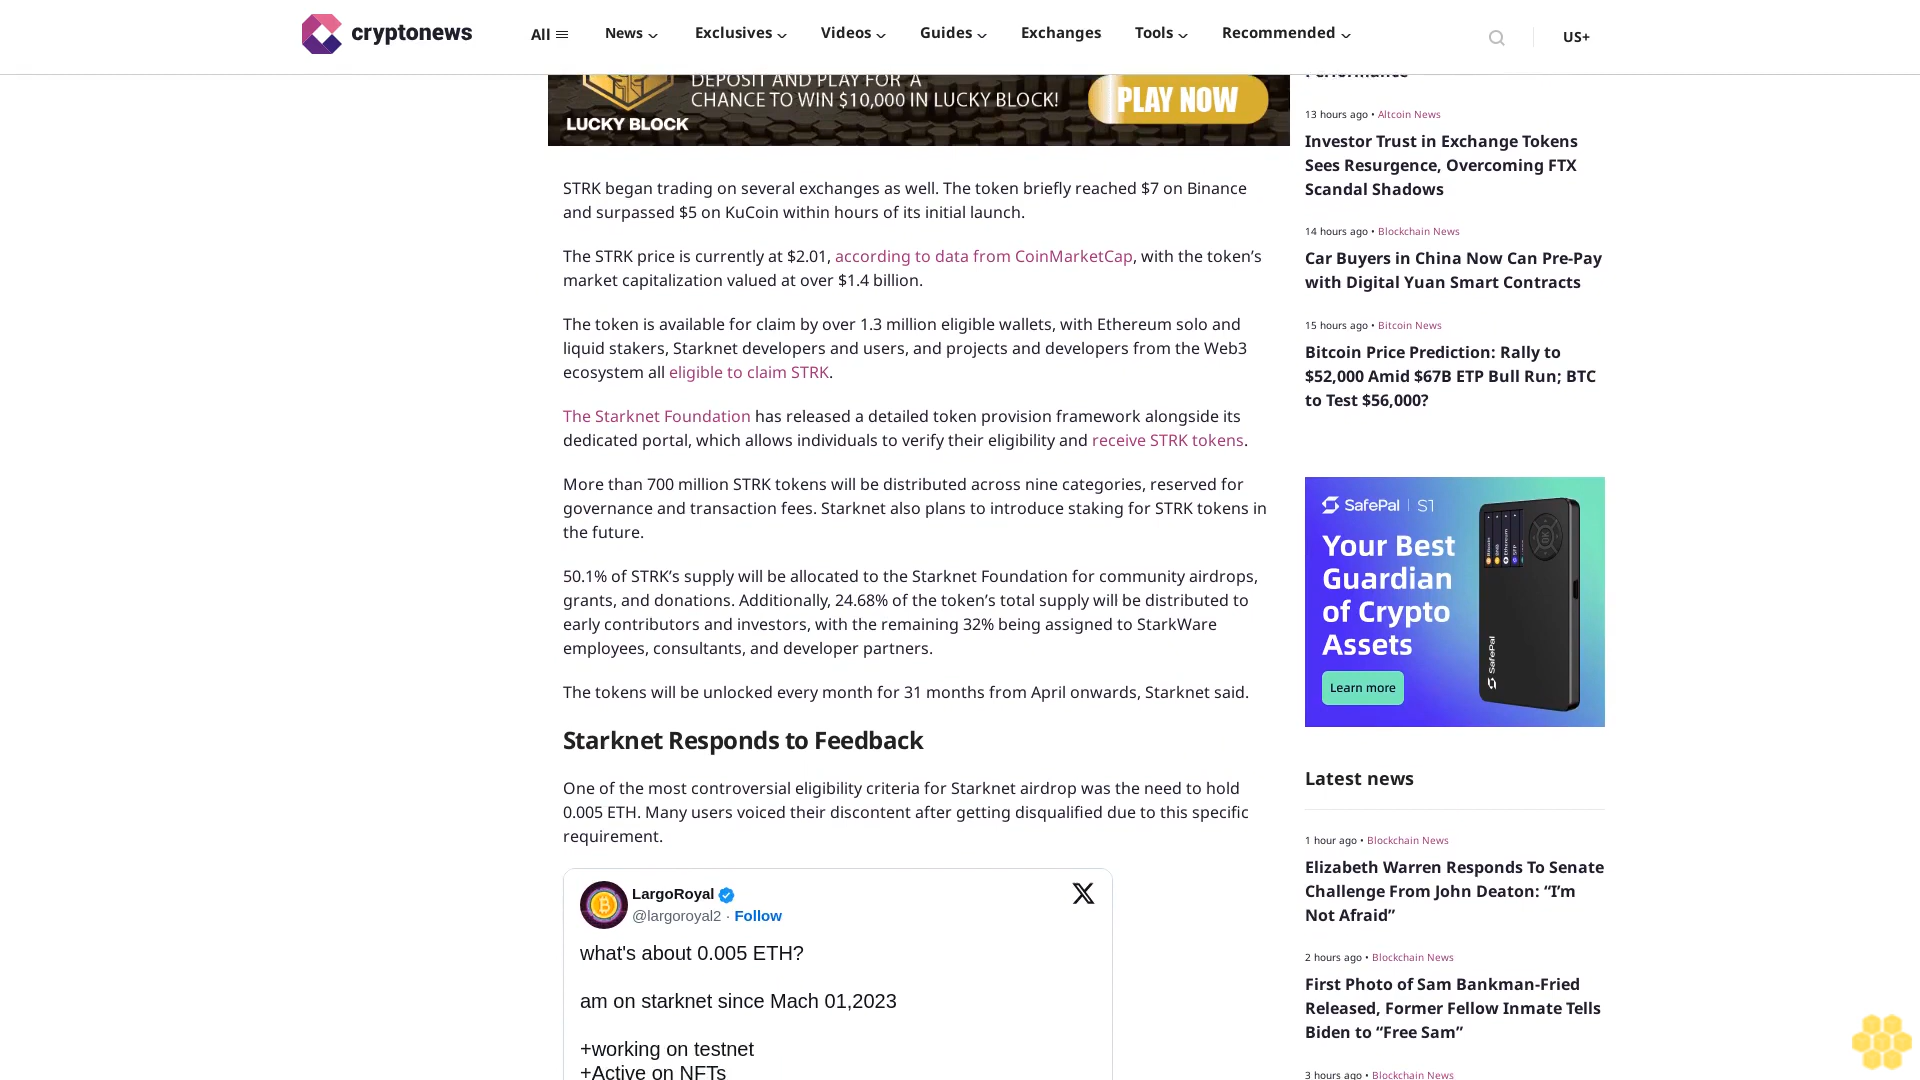 cryptonews
All
News
Exclusives
Videos
Guides
Exchanges
Tools
Recommended
US+
DEPOSIT AND PLAY FOR A
CHANCE TO WIN $10,000 IN LUCKY BLOCK!
PLAY NOW
LUCKY BLOCK
STRK began trading on several exchanges as well. The token briefly reached $7 on Binance
and surpassed $5 on KuCoin within hours of its initial launch.
The STRK price is currently at $2.01, according to data from CoinMarketCap, with the token’s
market capitalization valued at over $1.4 billion.
The token is available for claim by over 1.3 million eligible wallets, with Ethereum solo and
liquid stakers, Starknet developers and users, and projects and developers from the Web3
ecosystem all eligible to claim STRK.
The Starknet Foundation has released a detailed token provision framework alongside its
dedicated portal, which allows individuals to verify their eligibility and receive STRK tokens.
More than 700 million STRK tokens will be distributed across nine categories, reserved for
governance and transaction fees. Starknet also plans to introduce staking for STRK tokens in
the future.
50.1% of STRK’s supply will be allocated to the Starknet Foundation for community airdrops,
grants, and donations. Additionally, 24.68% of the token’s total supply will be distributed to
early contributors and investors, with the remaining 32% being assigned to StarkWare
employees, consultants, and developer partners.
The tokens will be unlocked every month for 31 months from April onwards, Starknet said.
Starknet Responds to Feedback
One of the most controversial eligibility criteria for Starknet airdrop was the need to hold
0.005 ETH. Many users voiced their discontent after getting disqualified due to this specific
requirement.
LargoRoyal
@largoroyal2 · Follow
what's about 0.005 ETH?
am on starknet since Mach 01,2023
+working on testnet
+Active on NFTs
Performance
13 hours ago • Altcoin News
Investor Trust in Exchange Tokens
Sees Resurgence, Overcoming FTX
Scandal Shadows
14 hours ago • Blockchain News
Car Buyers in China Now Can Pre-Pay
with Digital Yuan Smart Contracts
15 hours ago • Bitcoin News
Bitcoin Price Prediction: Rally to
$52,000 Amid $67B ETP Bull Run; BTC
to Test $56,000?
SafePal | S1
Your Best
Guardian
of Crypto
Assets
Learn more
SafePal
Latest news
1 hour ago • Blockchain News
Elizabeth Warren Responds To Senate
Challenge From John Deaton: “I’m
Not Afraid”
2 hours ago • Blockchain News
First Photo of Sam Bankman-Fried
Released, Former Fellow Inmate Tells
Biden to “Free Sam”
3 hours ago • Blockchain News